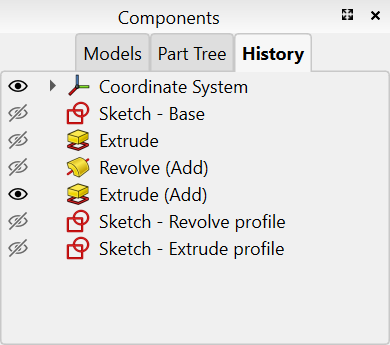 Components
Models Part Tree History
Coordinate System
Sketch - Base
Extrude
Revolve (Add)
Extrude (Add)
Sketch - Revolve profile
Sketch - Extrude profile